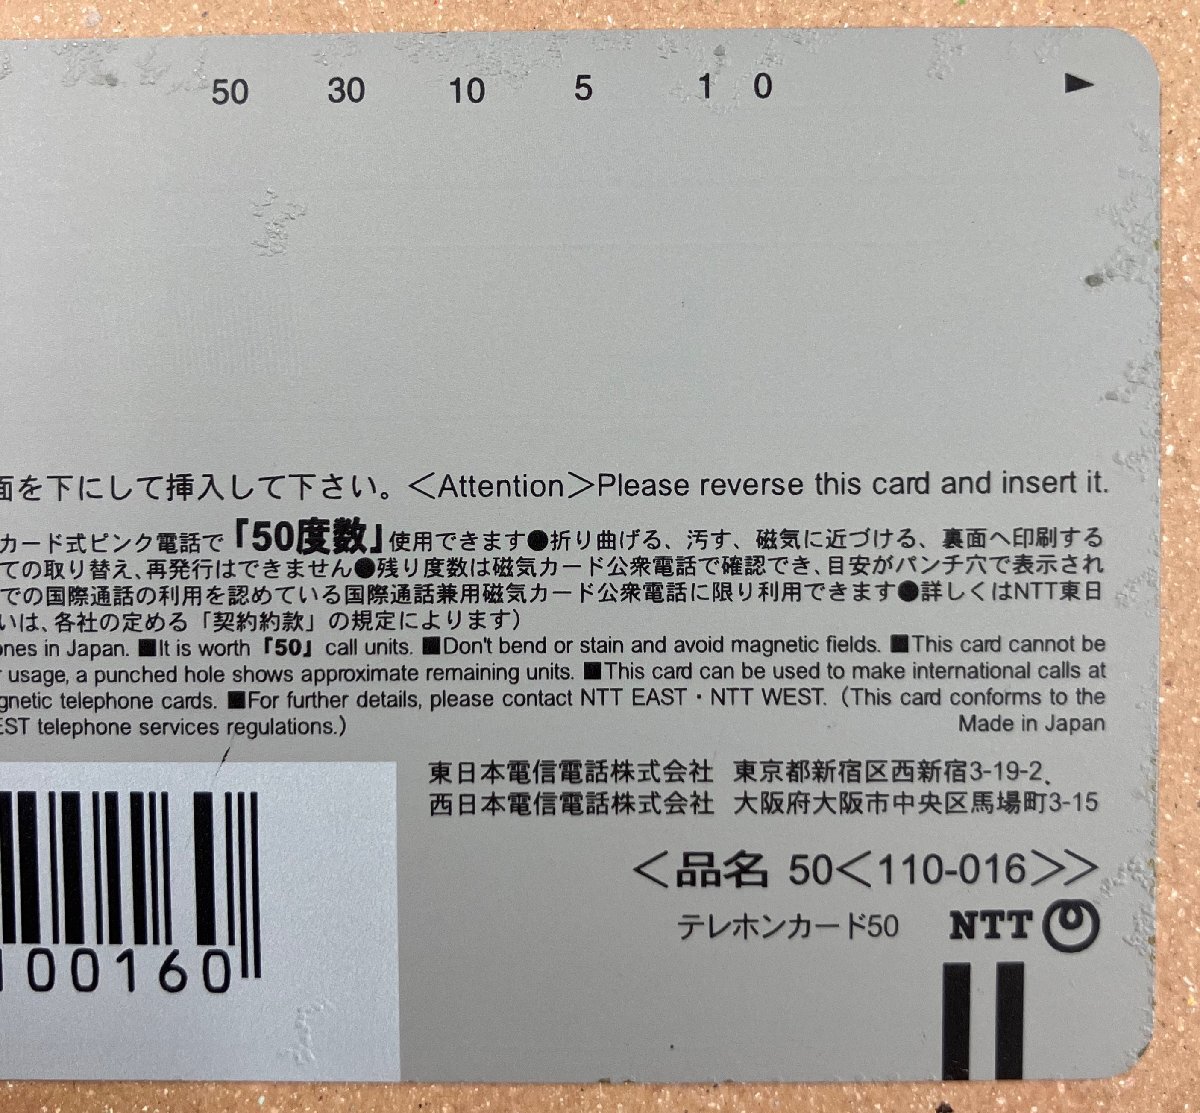 50 30 10 5 1 0
面を下にして挿入して下さい。＜Attention＞Please reverse this card and insert it.
カード式ピンク電話で「50度数」使用できます●折り曲げる、汚す、磁気に近づける、裏面へ印刷する
ての取り替え、再発行はできません●残り度数は磁気カード公衆電話で確認でき、目安がパンチ穴で表示され
での国際通話の利用を認めている国際通話兼用磁気カード公衆電話に限り利用できます●詳しくはNTT東日
いは、各社の定める「契約約款」の規定によります）
ones in Japan. ■It is worth「50」call units. ■Don't bend or stain and avoid magnetic fields. ■This card cannot be
r usage, a punched hole shows approximate remaining units. ■This card can be used to make international calls at
gnetic telephone cards. ■For further details, please contact NTT EAST・NTT WEST.（This card conforms to the
EST telephone services regulations.）
Made in Japan
東日本電信電話株式会社 東京都新宿区西新宿3-19-2、
西日本電信電話株式会社 大阪府大阪市中央区馬場町3-15
＜品名 50＜110-016＞＞
テレホンカード50 NTT
100160